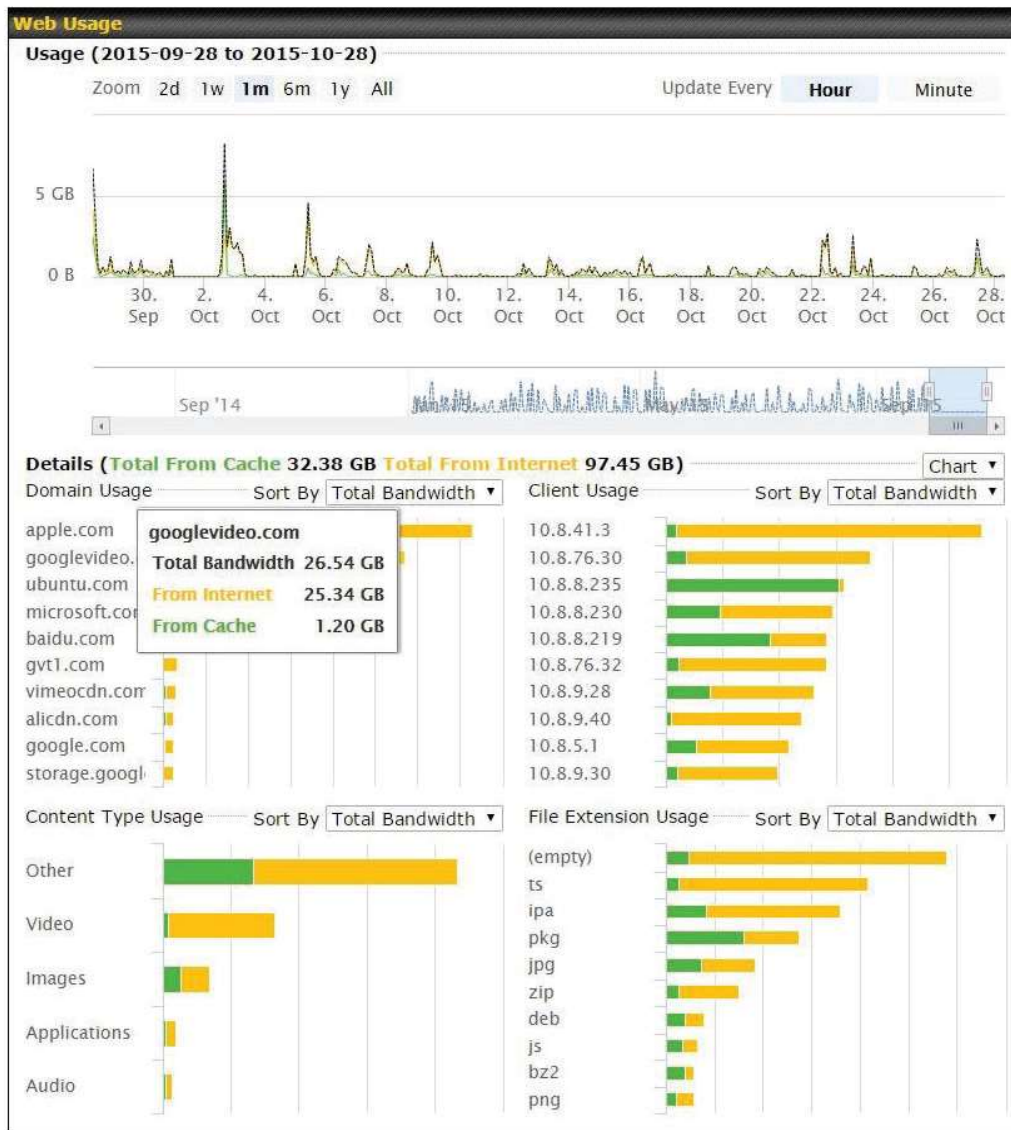 Web Usage
Usage (2015-09-28 to 2015-10-28)
Zoom 2d 1w 1m 6m 1y All Update Every Hour Minute
5 GB
0 B
30. 2. 4. 6. 8. 10. 12. 14. 16. 18. 20. 22. 24. 26. 28.
Sep Oct Oct Oct Oct Oct Oct Oct Oct Oct Oct Oct Oct Oct Oct
Sep '14
Details (Total From Cache 32.38 GB Total From Internet 97.45 GB) Chart
Domain Usage Sort By Total Bandwidth
apple.com
googlevideo.
ubuntu.com
microsoft.com
baidu.com
gvt1.com
vimeocdn.com
alicdn.com
google.com
storage.googl
googlevideo.com
Total Bandwidth 26.54 GB
From Internet 25.34 GB
From Cache 1.20 GB
Client Usage Sort By Total Bandwidth
10.8.41.3
10.8.76.30
10.8.8.235
10.8.8.230
10.8.8.219
10.8.76.32
10.8.9.28
10.8.9.40
10.8.5.1
10.8.9.30
Content Type Usage Sort By Total Bandwidth
Other
Video
Images
Applications
Audio
File Extension Usage Sort By Total Bandwidth
(empty)
ts
ipa
pkg
jpg
zip
deb
js
bz2
png